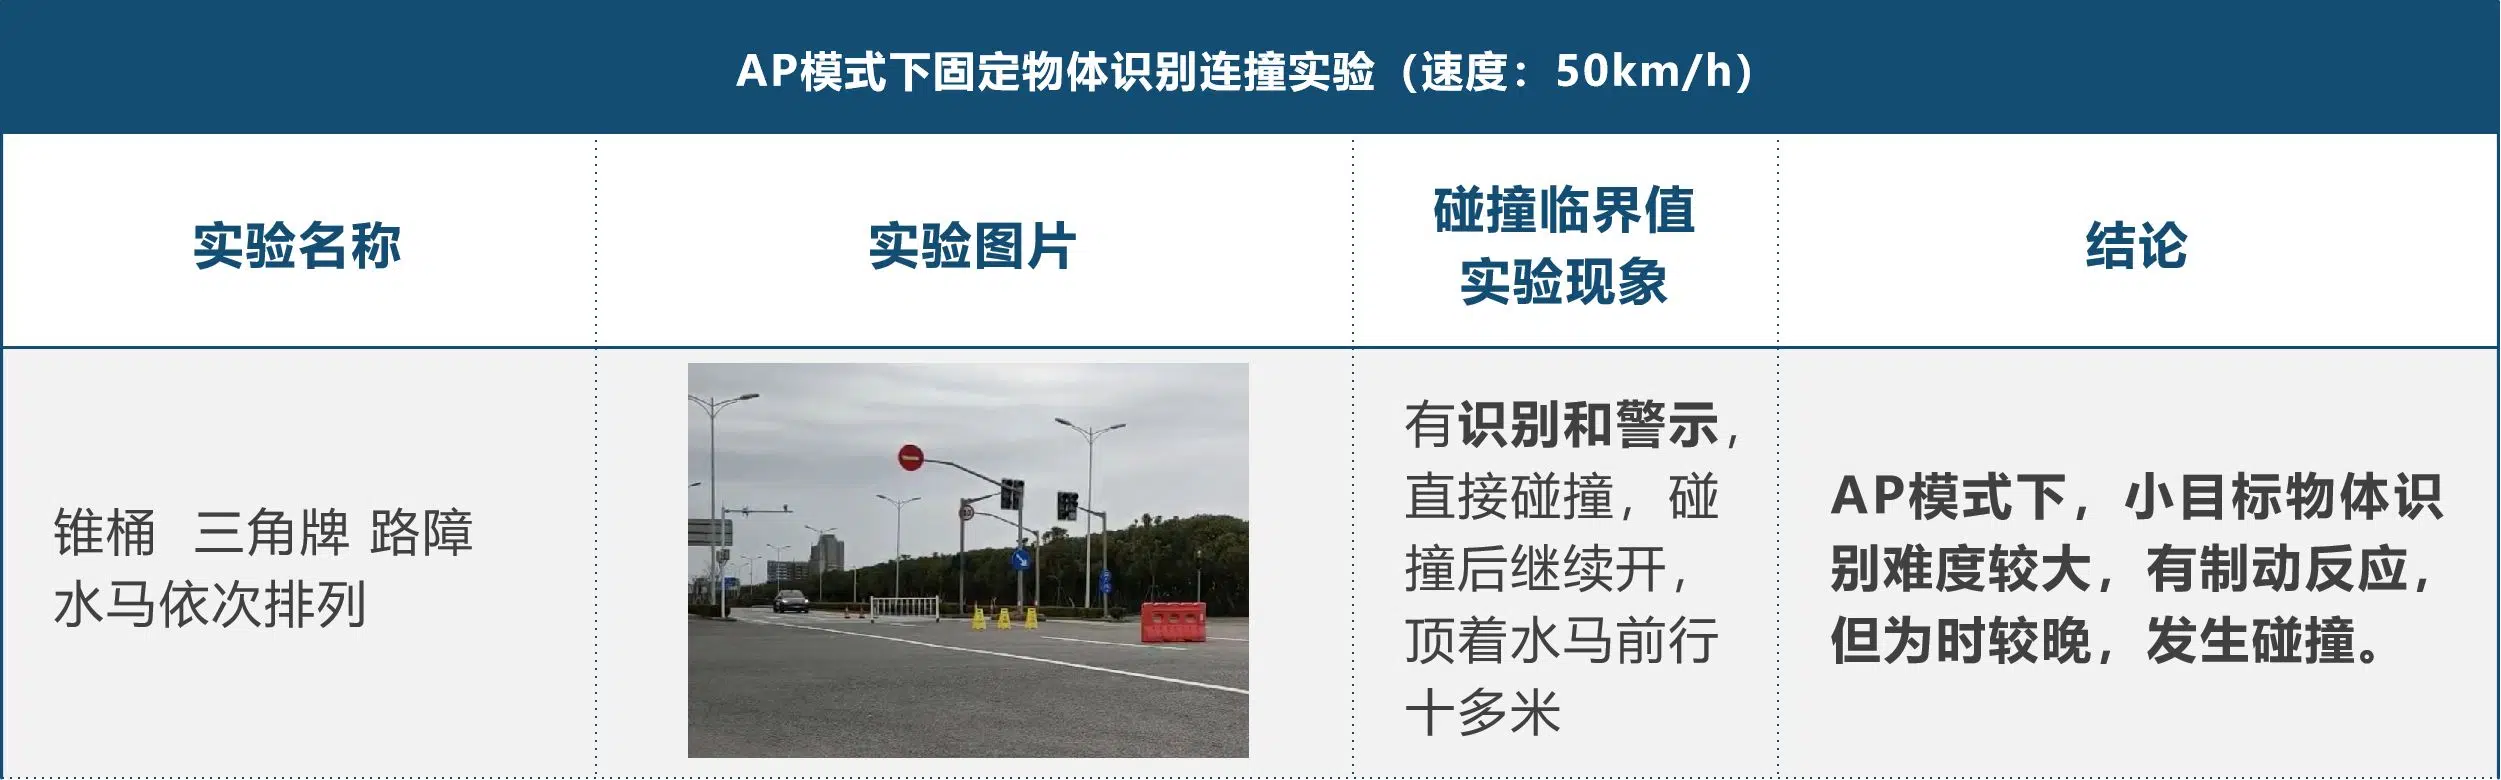 AP模式下固定物体识别连撞实验（速度：50km/h）
实验名称
实验图片
碰撞临界值
实验现象
结论
锥桶 三角牌 路障
水马依次排列
有识别和警示，
直接碰撞，碰
撞后继续开，
顶着水马前行
十多米
AP模式下，小目标物体识
别难度较大，有制动反应，
但为时较晚，发生碰撞。